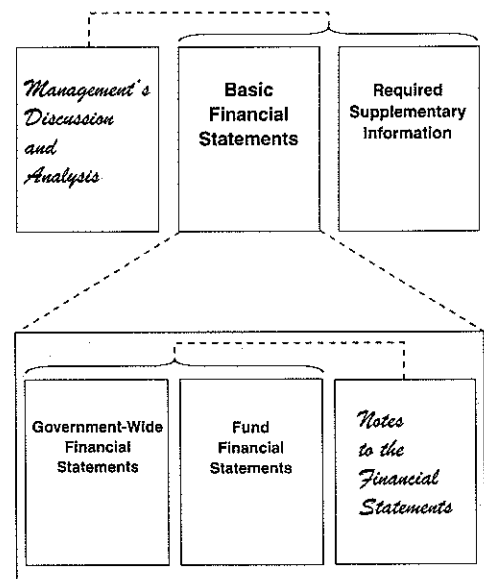 Management's
Discussion
and
Analysis
Basic
Financial
Statements
Required
Supplementary
Information
Government-Wide
Financial
Statements
Fund
Financial
Statements
Notes
to the
Financial
Statements